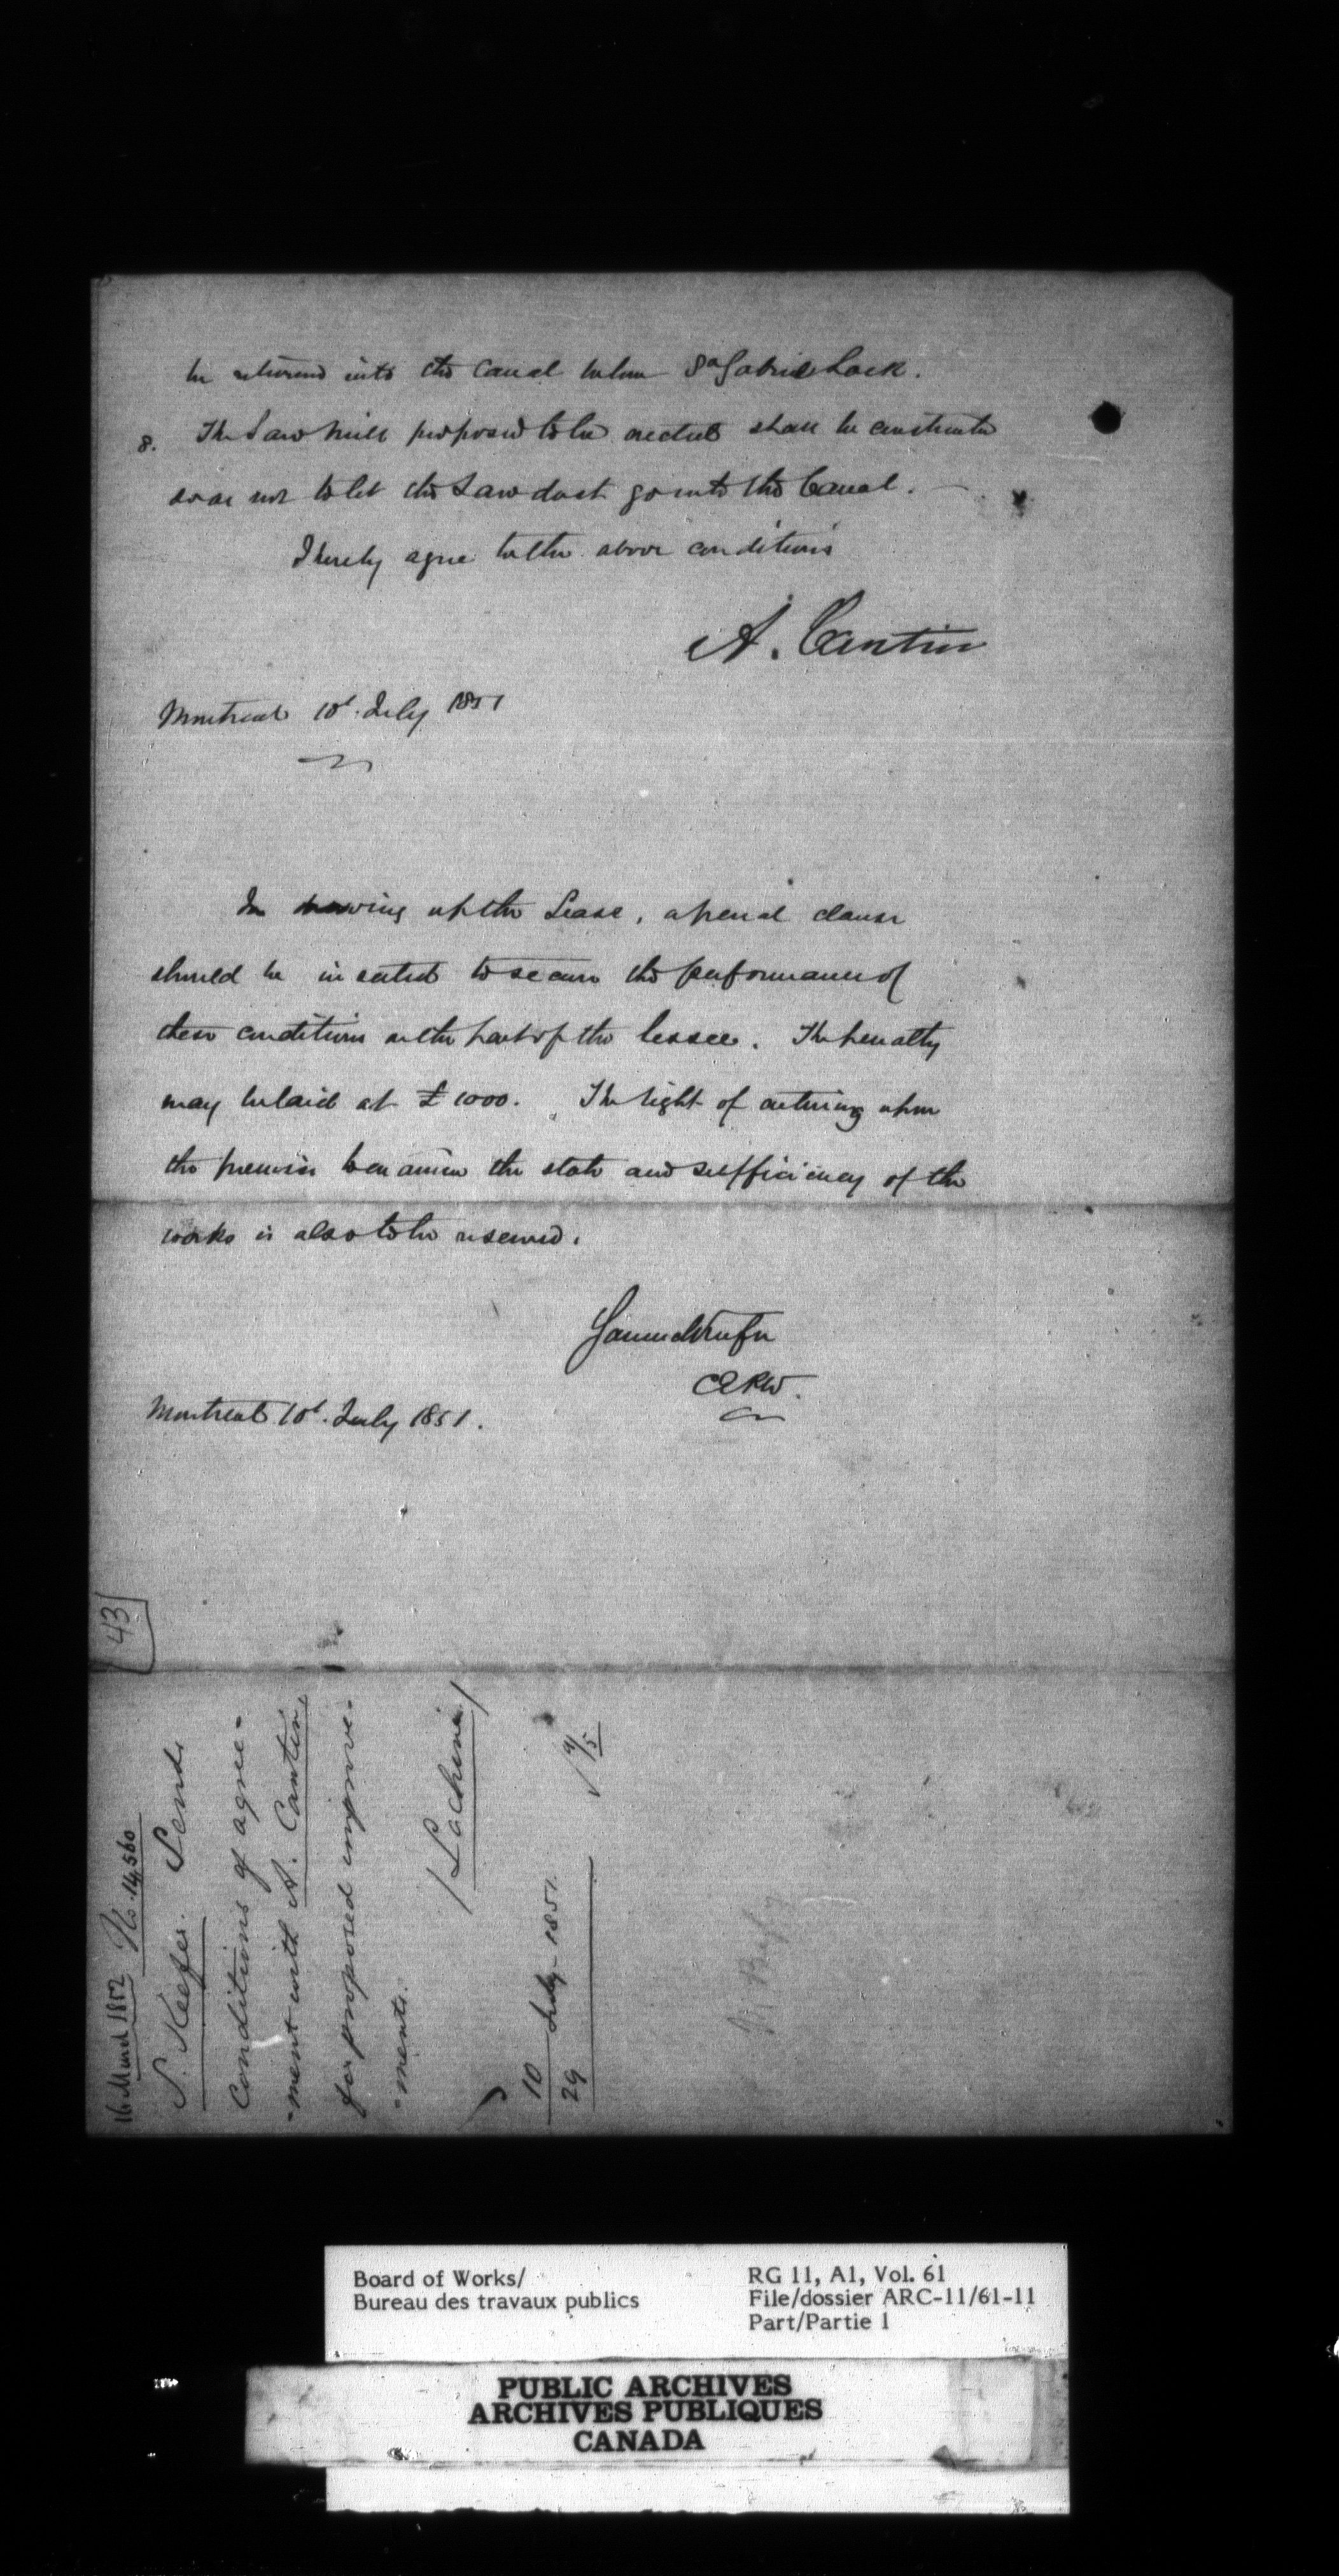 be returned into the Canal below St Gabriel Lock.
8. The Saw mill proposed to be erected shall be constructed
so as not to let the Saw dust go into the Canal.
I hereby agree to the above conditions
A. Cantin
Montreal 10t. July 1851
In drawing up the Lease, a penal clause
should be inserted to secure the performance of
these conditions on the part of the lessee. The penalty
may be laid at £1000. The right of entering upon
the premises to examine the state and sufficiency of the
works is also to be reserved.
Samuel Keefer
CEPW.
Montreal 10t. July 1851.
43
16 March 1852 No. 14,560
S. Keefer. Sends
Conditions of agree-
-ment with A. Cantin,
for proposed improve-
-ments.
/Lachine/
10 July 1851.
29
Board of Works/
Bureau des travaux publics
RG 11, A1, Vol. 61
File/dossier ARC-11/61-11
Part/Partie 1
PUBLIC ARCHIVES
ARCHIVES PUBLIQUES
CANADA